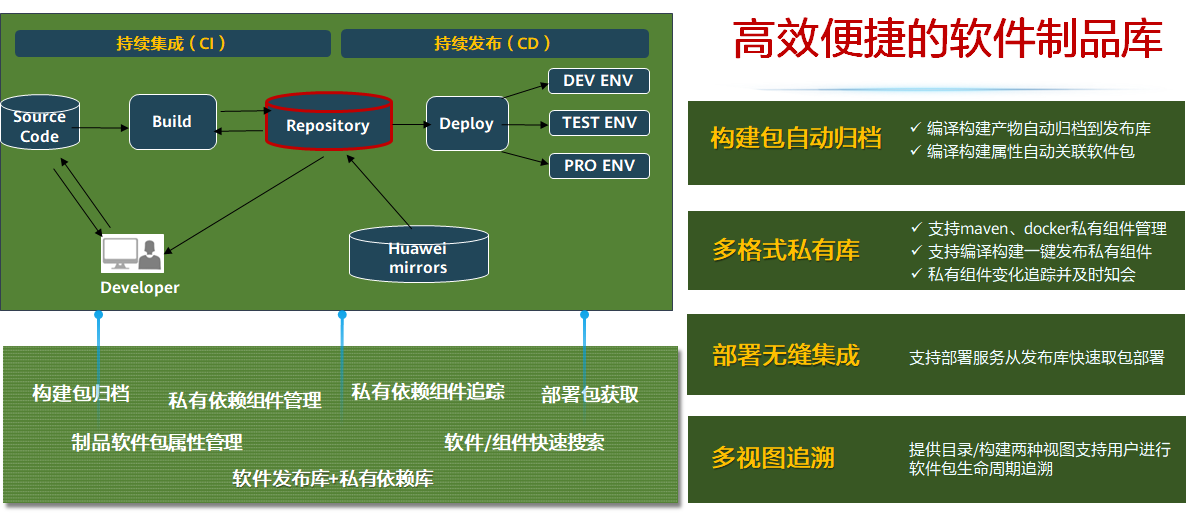 高效便捷的软件制品库
持续集成（CI）
持续发布（CD）
Source
Code
Build
Repository
Deploy
DEV ENV
TEST ENV
PRO ENV
Huawei
mirrors
Developer
构建包归档
私有依赖组件管理
私有依赖组件追踪
部署包获取
制品软件包属性管理
软件/组件快速搜索
软件发布库+私有依赖库
构建包自动归档
✓ 编译构建产物自动归档到发布库
✓ 编译构建属性自动关联软件包
多格式私有库
✓ 支持maven、docker私有组件管理
✓ 支持编译构建一键发布私有组件
✓ 私有组件变化追踪并及时知会
部署无缝集成
支持部署服务从发布库快速取包部署
多视图追溯
提供目录/构建两种视图支持用户进行
软件包生命周期追溯